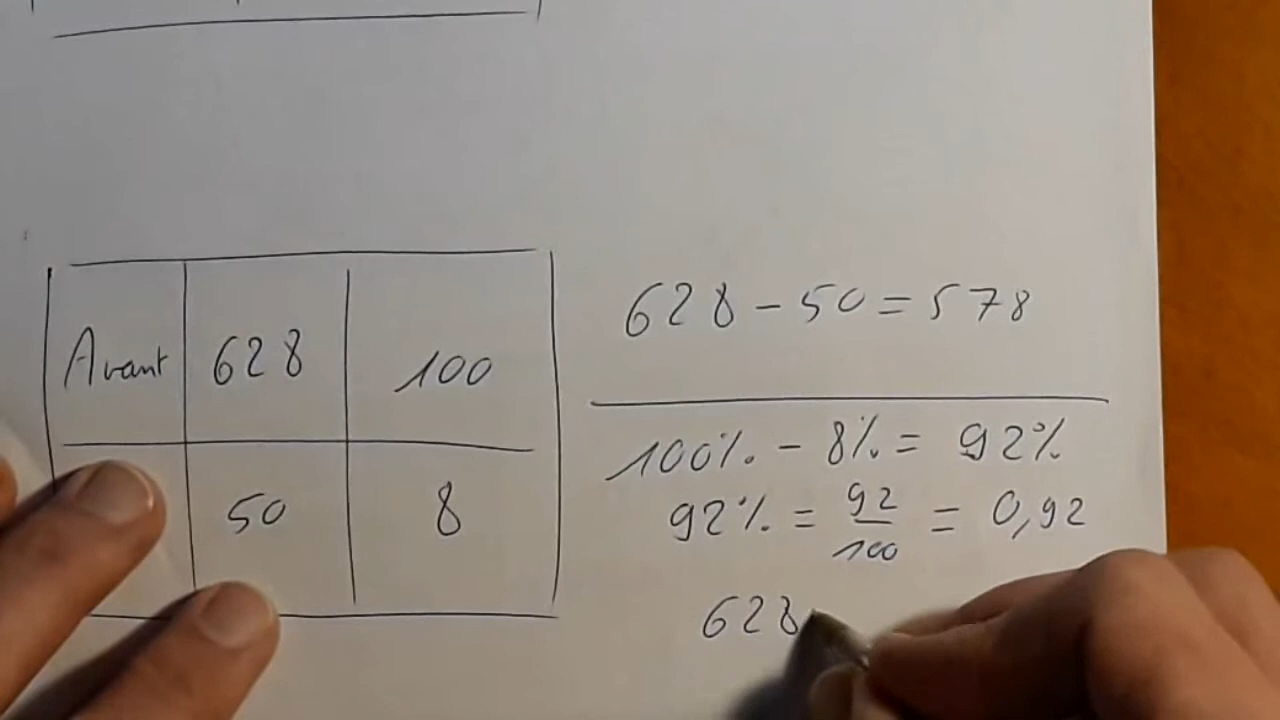 Avant 628 100
50 8
628 - 50 = 578
100% - 8% = 92%
92% = 92/100 = 0,92
628